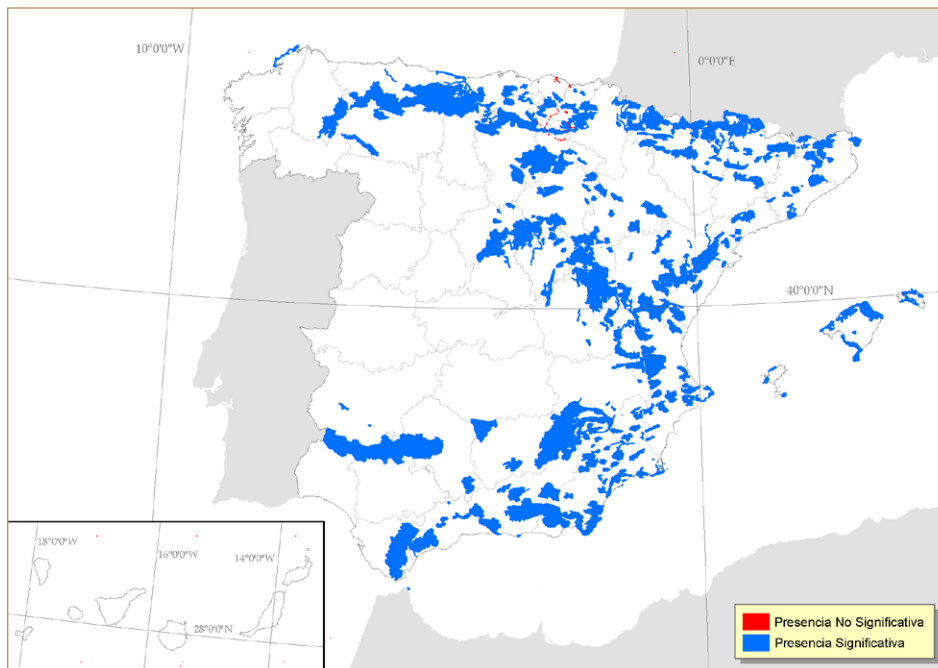 10°0'0"W
0°0'0"E
40°0'0"N
18°0'0"W
16°0'0"W
14°0'0"W
28°0'0"N
Presencia No Significativa
Presencia Significativa